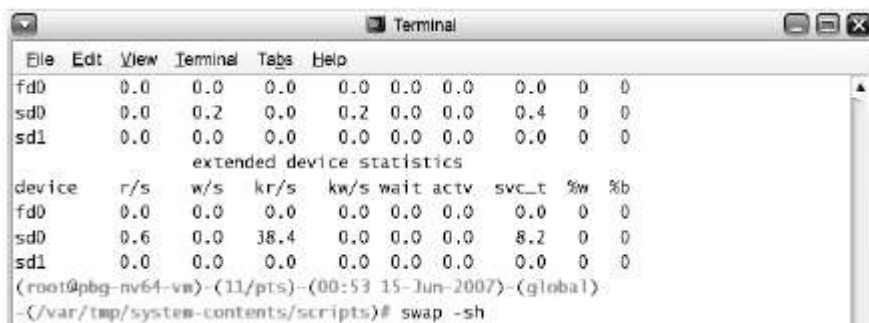 Terminal
File Edit View Terminal Tabs Help
fd0 0.0 0.0 0.0 0.0 0.0 0.0 0.0 0 0
sd0 0.0 0.2 0.0 0.2 0.0 0.0 0.4 0 0
sd1 0.0 0.0 0.0 0.0 0.0 0.0 0.0 0 0
extended device statistics
device r/s w/s kr/s kw/s wait actv svc_t %w %b
fd0 0.0 0.0 0.0 0.0 0.0 0.0 0.0 0 0
sd0 0.6 0.0 38.4 0.0 0.0 0.0 8.2 0 0
sd1 0.0 0.0 0.0 0.0 0.0 0.0 0.0 0 0
(root@pbg-nv64-vm)-(11/pts)-(00:53 15-Jun-2007)-(global)
-(/var/tmp/system-contents/scripts)# swap -sh